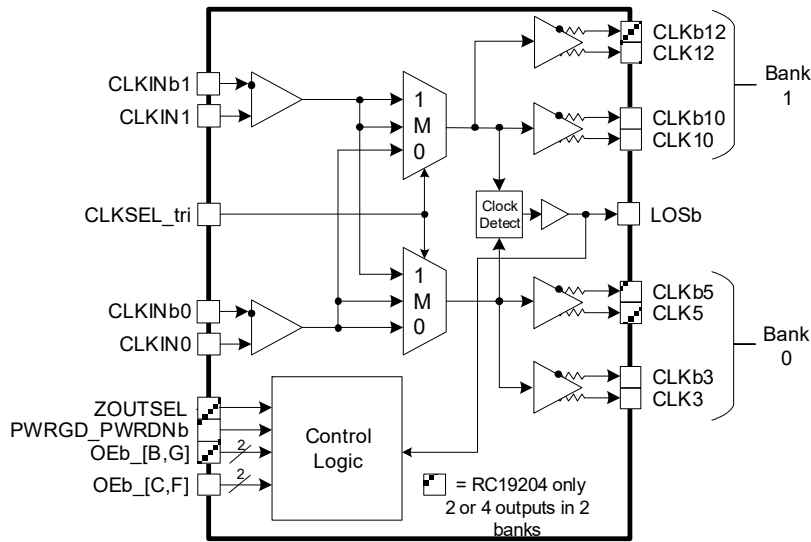 CLKINb1
CLKIN1
CLKSEL_tri
CLKINb0
CLKIN0
ZOUTSEL
PWRGD_PWRDNb
OEb_[B,G]
2
OEb_[C,F]
2
1
M
0
1
M
0
Clock
Detect
Control
Logic
= RC19204 only
2 or 4 outputs in 2
banks
CLKb12
CLK12
CLKb10
CLK10
Bank
1
LOSb
CLKb5
CLK5
CLKb3
CLK3
Bank
0